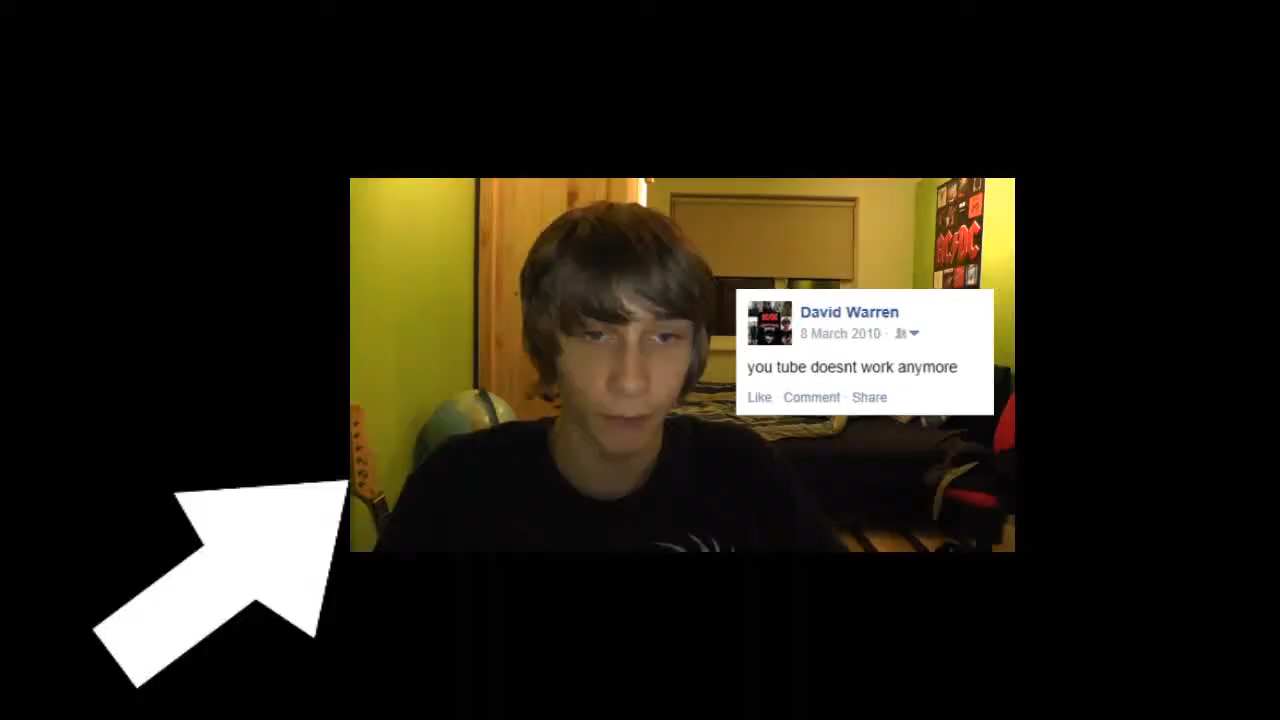 AC/DC
David Warren
8 March 2010
you tube doesnt work anymore
Like · Comment · Share